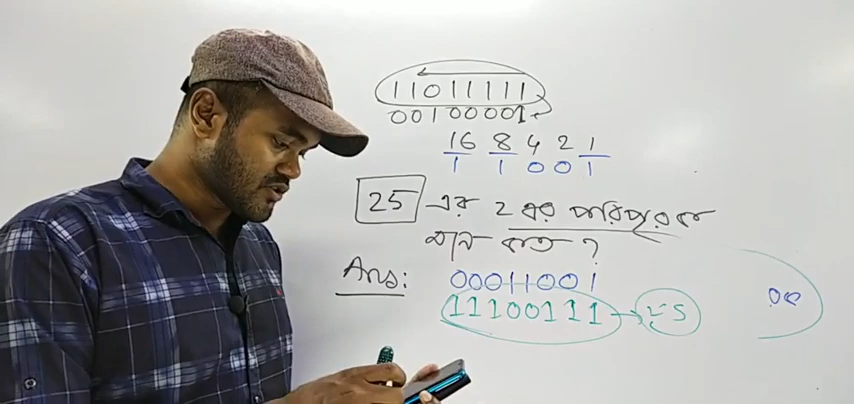 11011111
00100001
16 8 4 2 1
1 1 0 0 1
25 -এর 2 এর পরিপূরক
মান কত ?
Ans: 00011001
11100111 → 25